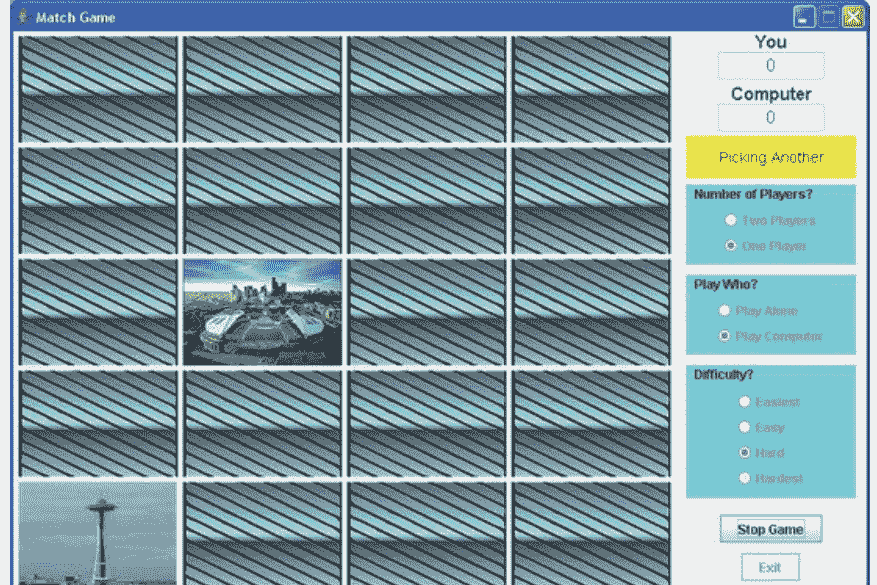 Match Game
You
0
Computer
0
Picking Another
Number of Players?
Two Players
One Player
Play Who?
Play Alone
Play Computer
Difficulty?
Easiest
Easy
Hard
Hardest
Stop Game
Exit